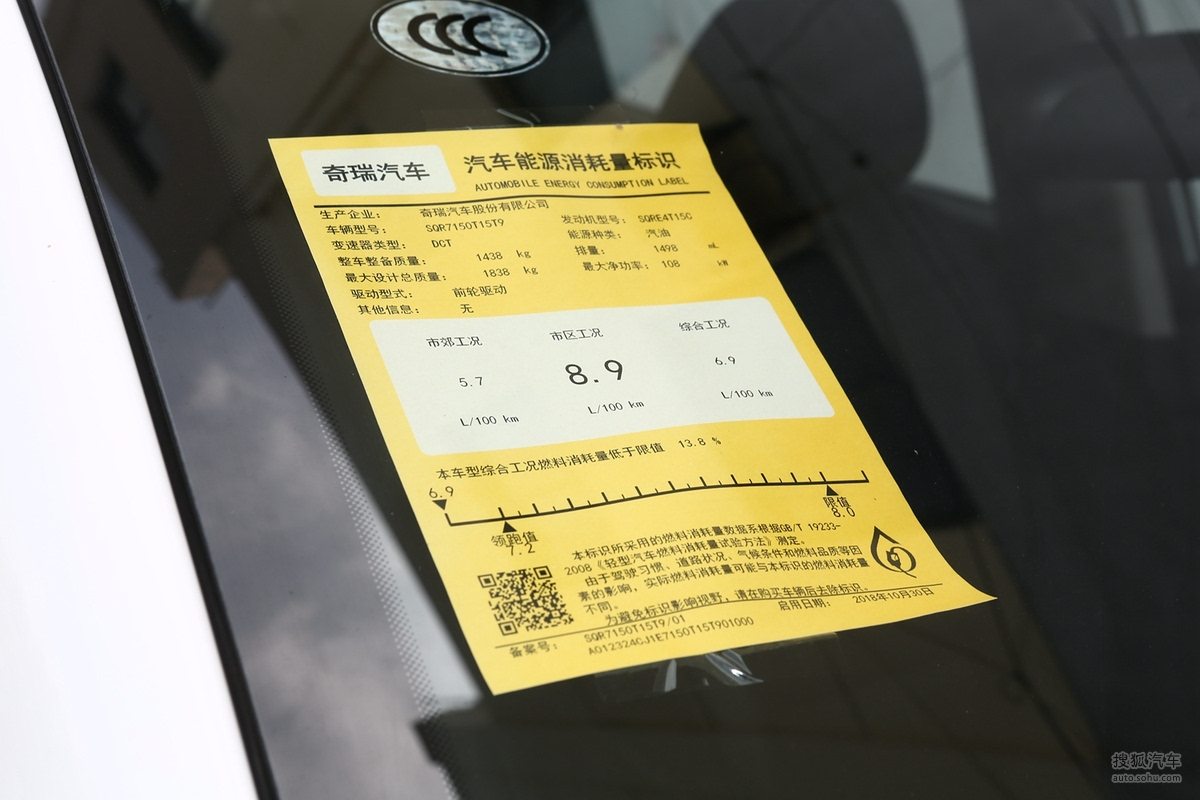 CCC
奇瑞汽车
汽车能源消耗量标识
AUTOMOBILE ENERGY CONSUMPTION LABEL
生产企业: 奇瑞汽车股份有限公司
车辆型号: SQR7150T15T9 发动机型号: SQRE4T15C
变速器类型: DCT 能源种类: 汽油
整车整备质量: 1438 kg 排量: 1498 mL
最大设计总质量: 1838 kg 最大净功率: 108 kW
驱动型式: 前轮驱动
其他信息: 无
市郊工况 市区工况 综合工况
5.7 8.9 6.9
L/100 km L/100 km L/100 km
本车型综合工况燃料消耗量低于限值 13.8 %
6.9
领跑值
7.2
限值
8.0
本标识所采用的燃料消耗量数据系根据GB/T 19233-
2008《轻型汽车燃料消耗量试验方法》测定。
由于驾驶习惯、道路状况、气候条件和燃料品质等因
素的影响，实际燃料消耗量可能与本标识的燃料消耗量
不同。
为避免标识影响视野，请在购买车辆后去除标识。
备案号: SQR7150T15T9/01 启用日期: 2018年10月30日
A012324CJ1E7150T15T901000
搜狐汽车
auto.sohu.com